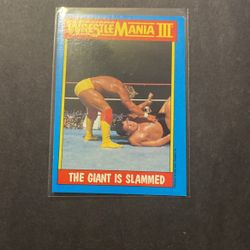 WRESTLEMANIA III
THE GIANT IS SLAMMED